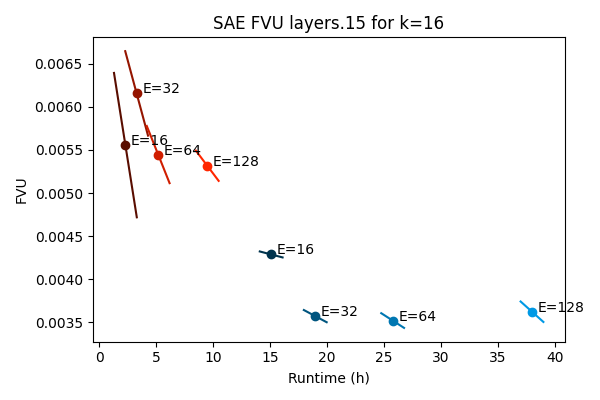 SAE FVU layers.15 for k=16
0.0065
0.0060
0.0055
0.0050
0.0045
0.0040
0.0035
FVU
E=32
E=16
E=64
E=128
E=16
E=32
E=64
E=128
0 5 10 15 20 25 30 35 40
Runtime (h)